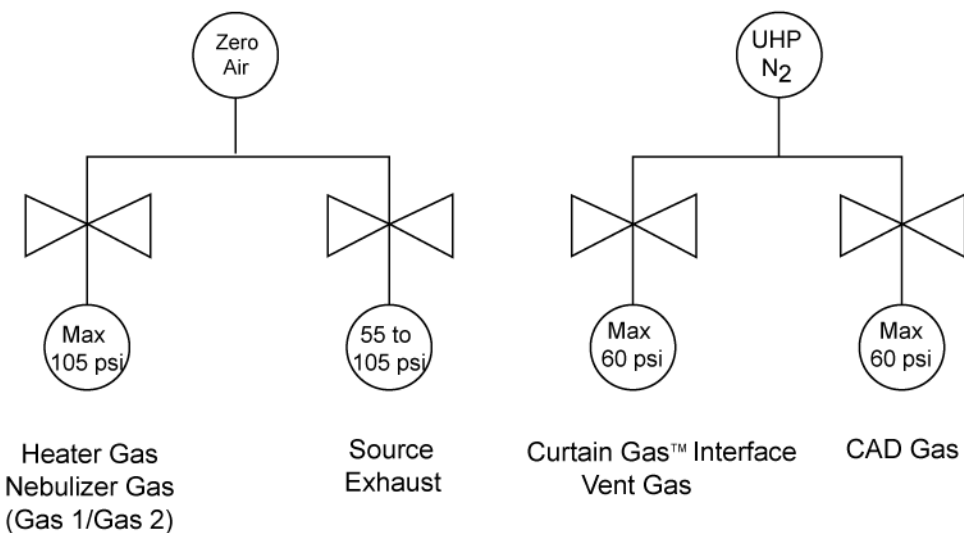 Zero
Air
UHP
N2
Max
105 psi
55 to
105 psi
Max
60 psi
Max
60 psi
Heater Gas
Nebulizer Gas
(Gas 1/Gas 2)
Source
Exhaust
Curtain Gas™ Interface
Vent Gas
CAD Gas